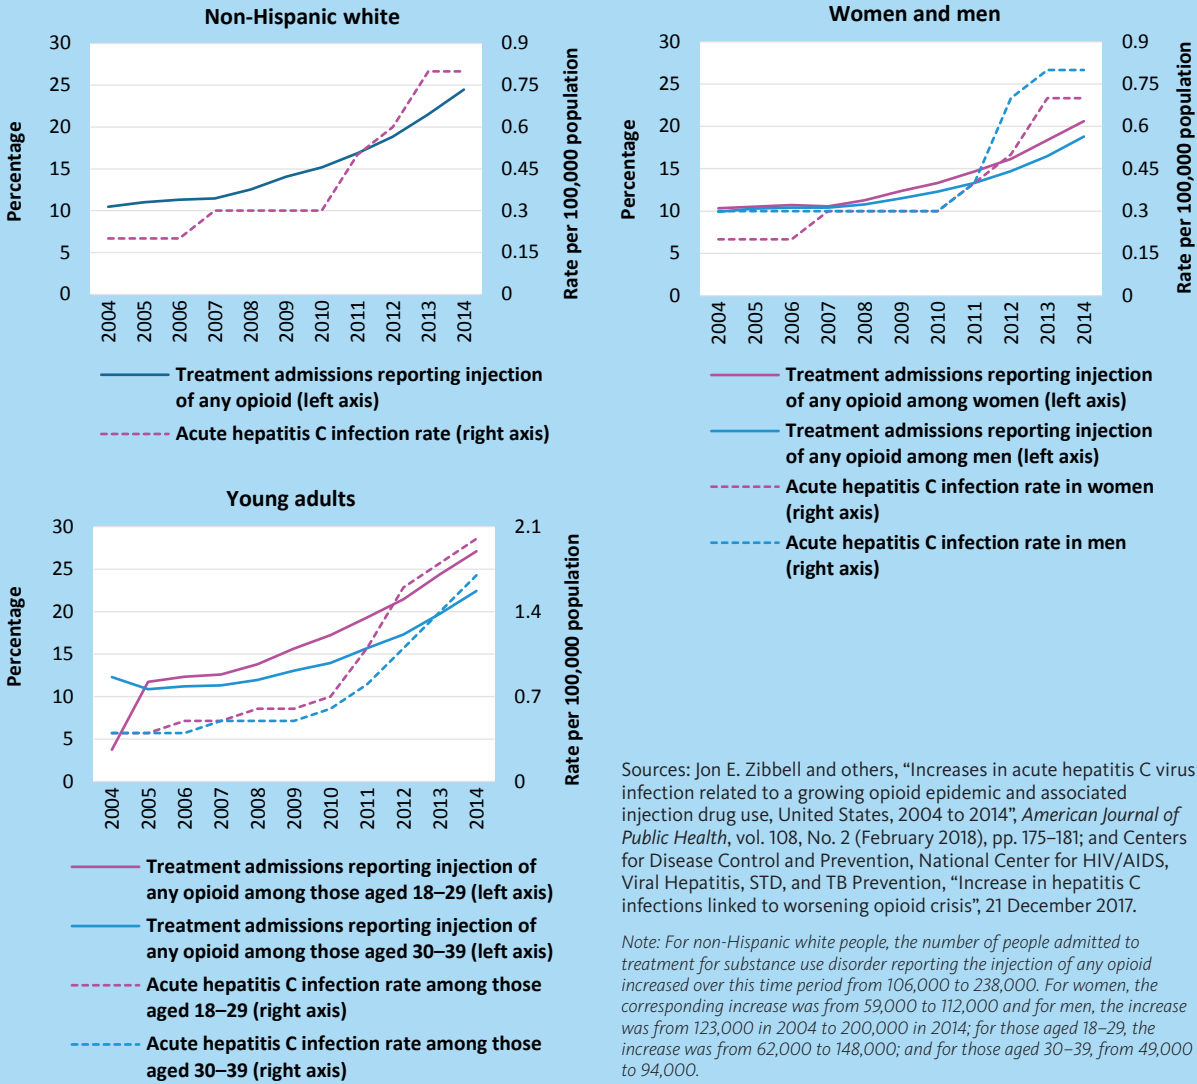 Non-Hispanic white
30
25
20
15
10
5
0
Percentage
0.9
0.75
0.6
0.45
0.3
0.15
0
Rate per 100,000 population
2004
2005
2006
2007
2008
2009
2010
2011
2012
2013
2014
Treatment admissions reporting injection
of any opioid (left axis)
Acute hepatitis C infection rate (right axis)
Women and men
30
25
20
15
10
5
0
Percentage
0.9
0.75
0.6
0.45
0.3
0.15
0
Rate per 100,000 population
2004
2005
2006
2007
2008
2009
2010
2011
2012
2013
2014
Treatment admissions reporting injection
of any opioid among women (left axis)
Treatment admissions reporting injection
of any opioid among men (left axis)
Acute hepatitis C infection rate in women
(right axis)
Acute hepatitis C infection rate in men
(right axis)
Young adults
30
25
20
15
10
5
0
Percentage
2.1
1.4
0.7
0
Rate per 100,000 population
2004
2005
2006
2007
2008
2009
2010
2011
2012
2013
2014
Treatment admissions reporting injection of
any opioid among those aged 18–29 (left axis)
Treatment admissions reporting injection of
any opioid among those aged 30–39 (left axis)
Acute hepatitis C infection rate among those
aged 18–29 (right axis)
Acute hepatitis C infection rate among those
aged 30–39 (right axis)
Sources: Jon E. Zibbell and others, “Increases in acute hepatitis C virus
infection related to a growing opioid epidemic and associated
injection drug use, United States, 2004 to 2014”, American Journal of
Public Health, vol. 108, No. 2 (February 2018), pp. 175–181; and Centers
for Disease Control and Prevention, National Center for HIV/AIDS,
Viral Hepatitis, STD, and TB Prevention, “Increase in hepatitis C
infections linked to worsening opioid crisis”, 21 December 2017.
Note: For non-Hispanic white people, the number of people admitted to
treatment for substance use disorder reporting the injection of any opioid
increased over this time period from 106,000 to 238,000. For women, the
corresponding increase was from 59,000 to 112,000 and for men, the increase
was from 123,000 in 2004 to 200,000 in 2014; for those aged 18–29, the
increase was from 62,000 to 148,000; and for those aged 30–39, from 49,000
to 94,000.